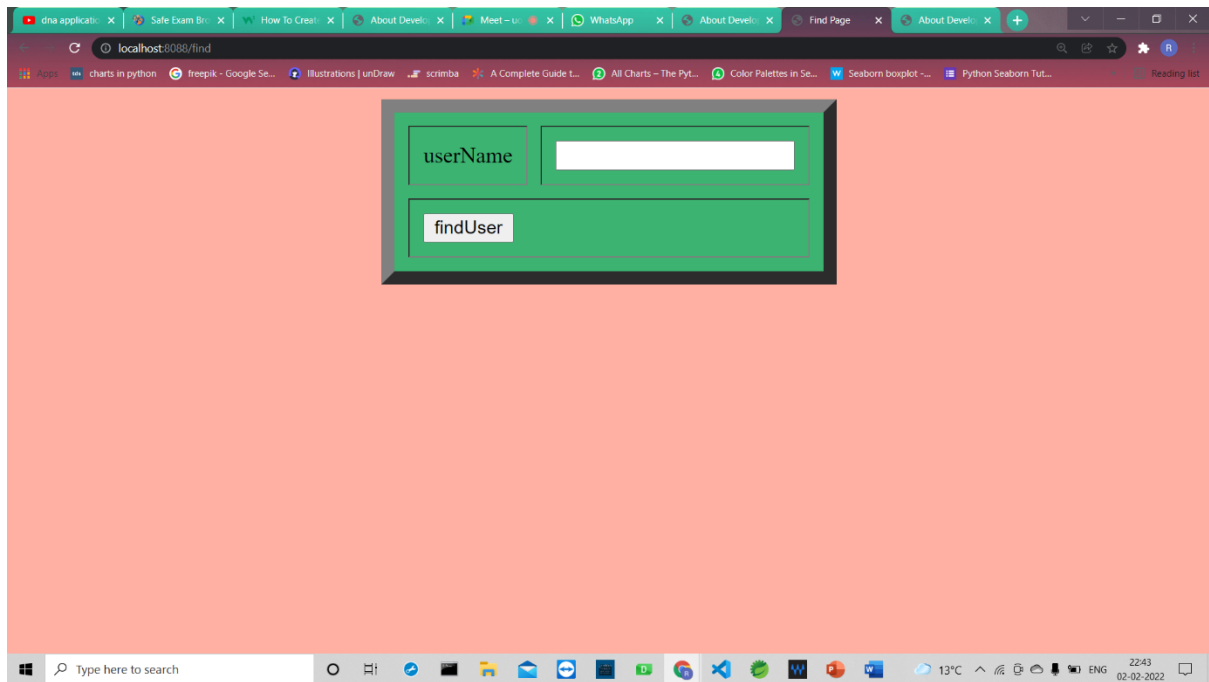 dna applicatic Safe Exam Bro How To Creat About Develo Meet – u WhatsApp About Develo Find Page About Develo
localhost:8088/find R
Apps charts in python freepik - Google Se... Illustrations | unDraw scrimba A Complete Guide t... All Charts – The Pyt... Color Palettes in Se... Seaborn boxplot -... Python Seaborn Tut... Reading list
userName
findUser
Type here to search 13°C ENG 22:43
02-02-2022